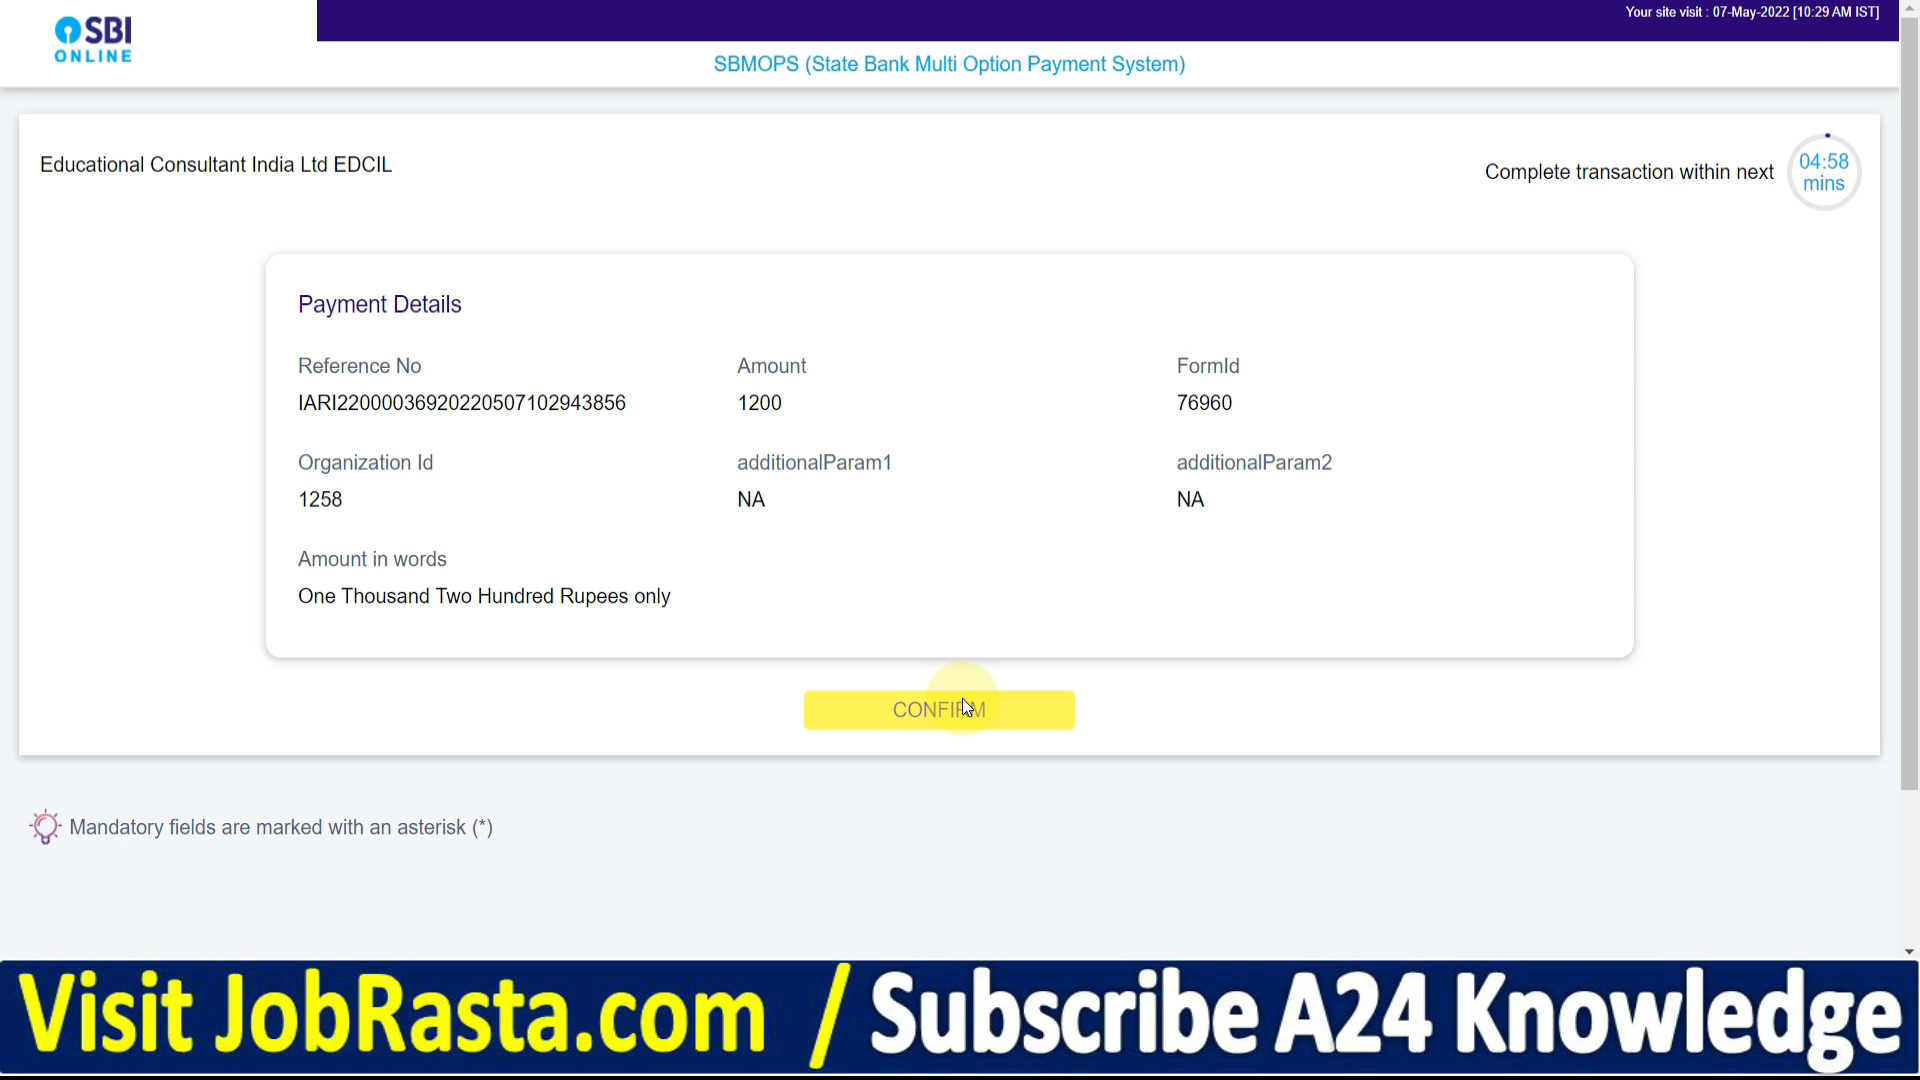 SBI
ONLINE
Your site visit : 07-May-2022 [10:29 AM IST]
SBMOPS (State Bank Multi Option Payment System)
Educational Consultant India Ltd EDCIL
Complete transaction within next
04:58
mins
Payment Details
Reference No
Amount
FormId
IARI22000036920220507102943856
1200
76960
Organization Id
additionalParam1
additionalParam2
1258
NA
NA
Amount in words
One Thousand Two Hundred Rupees only
CONFIRM
Mandatory fields are marked with an asterisk (*)
Visit JobRasta.com / Subscribe A24 Knowledge